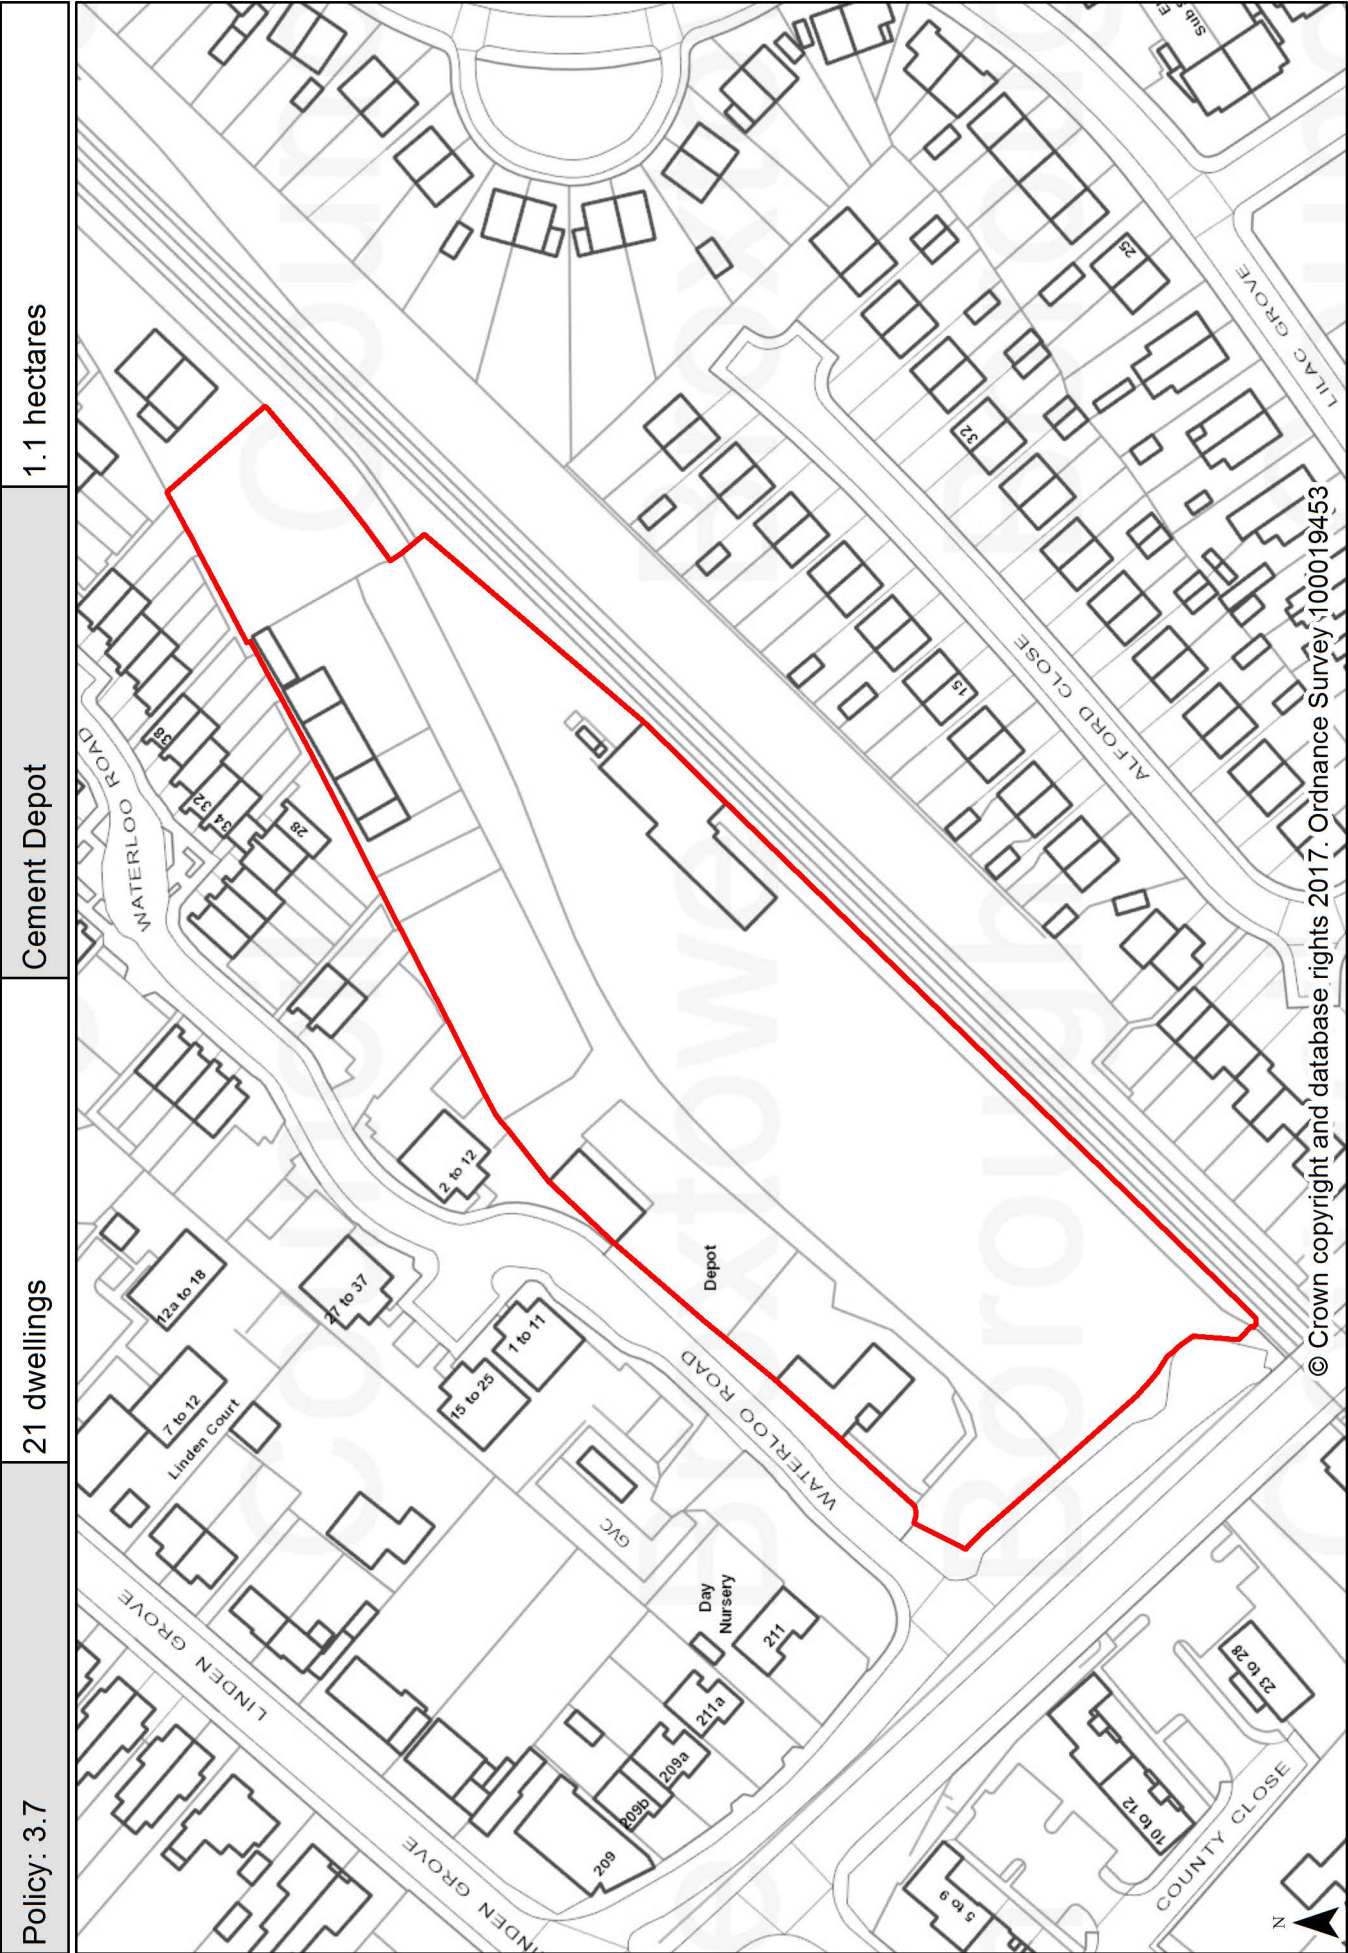 Policy: 3.7
21 dwellings
Cement Depot
1.1 hectares
WATERLOO ROAD
38
32
34
28
2 to 12
12a to 18
27 to 37
7 to 12
Linden Court
1 to 11
15 to 25
GVC
Depot
WATERLOO ROAD
LINDEN GROVE
LINDEN GROVE
Day
Nursery
211
211a
209a
209b
209
5 to 9
10 to 12
23 to 28
COUNTY CLOSE
ALFORD CLOSE
15
32
25
LILAC GROVE
Broxtowe
Borough
Council
N
© Crown copyright and database rights 2017. Ordnance Survey 100019453